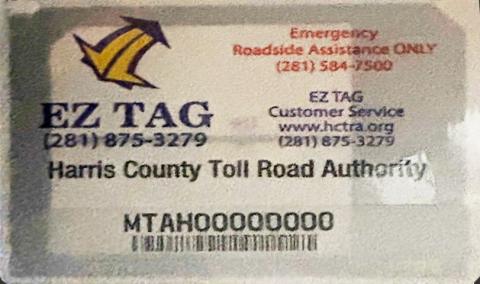 Emergency
Roadside Assistance ONLY
(281) 584-7500
EZ TAG
(281) 875-3279
EZ TAG
Customer Service
www.hctra.org
(281) 875-3279
Harris County Toll Road Authority
MTAH00000000